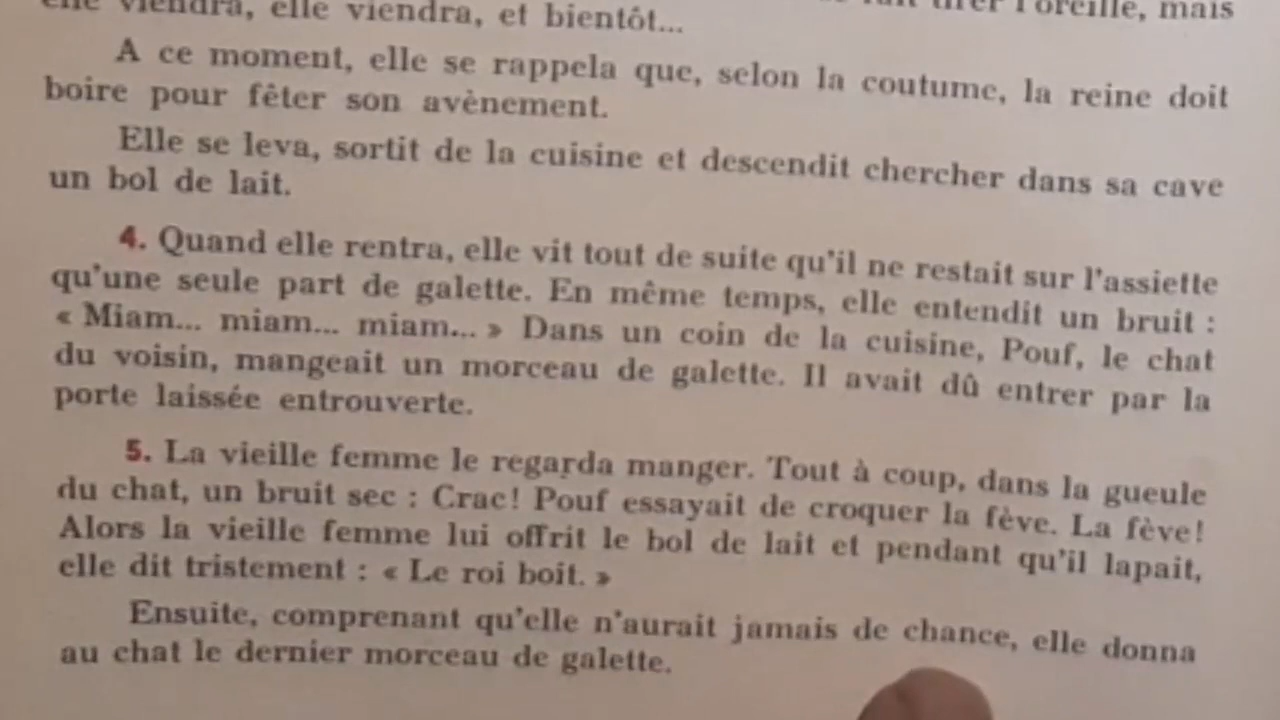 elle viendra, elle viendra, et bientôt... l'oreille, mais
A ce moment, elle se rappela que, selon la coutume, la reine doit
boire pour fêter son avènement.
Elle se leva, sortit de la cuisine et descendit chercher dans sa cave
un bol de lait.
4. Quand elle rentra, elle vit tout de suite qu'il ne restait sur l'assiette
qu'une seule part de galette. En même temps, elle entendit un bruit :
« Miam... miam... miam... » Dans un coin de la cuisine, Pouf, le chat
du voisin, mangeait un morceau de galette. Il avait dû entrer par la
porte laissée entrouverte.
5. La vieille femme le regarda manger. Tout à coup, dans la gueule
du chat, un bruit sec : Crac! Pouf essayait de croquer la fève. La fève!
Alors la vieille femme lui offrit le bol de lait et pendant qu'il lapait,
elle dit tristement : « Le roi boit. »
Ensuite, comprenant qu'elle n'aurait jamais de chance, elle donna
au chat le dernier morceau de galette.